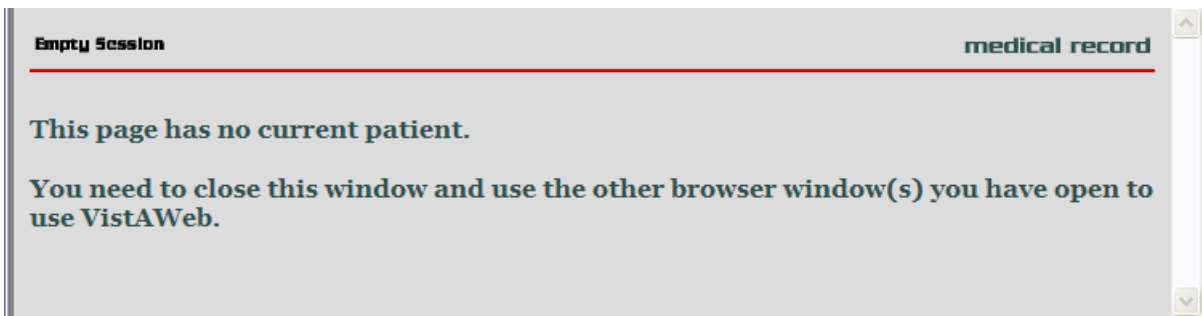 Empty Session
medical record
This page has no current patient.
You need to close this window and use the other browser window(s) you have open to
use VistAWeb.